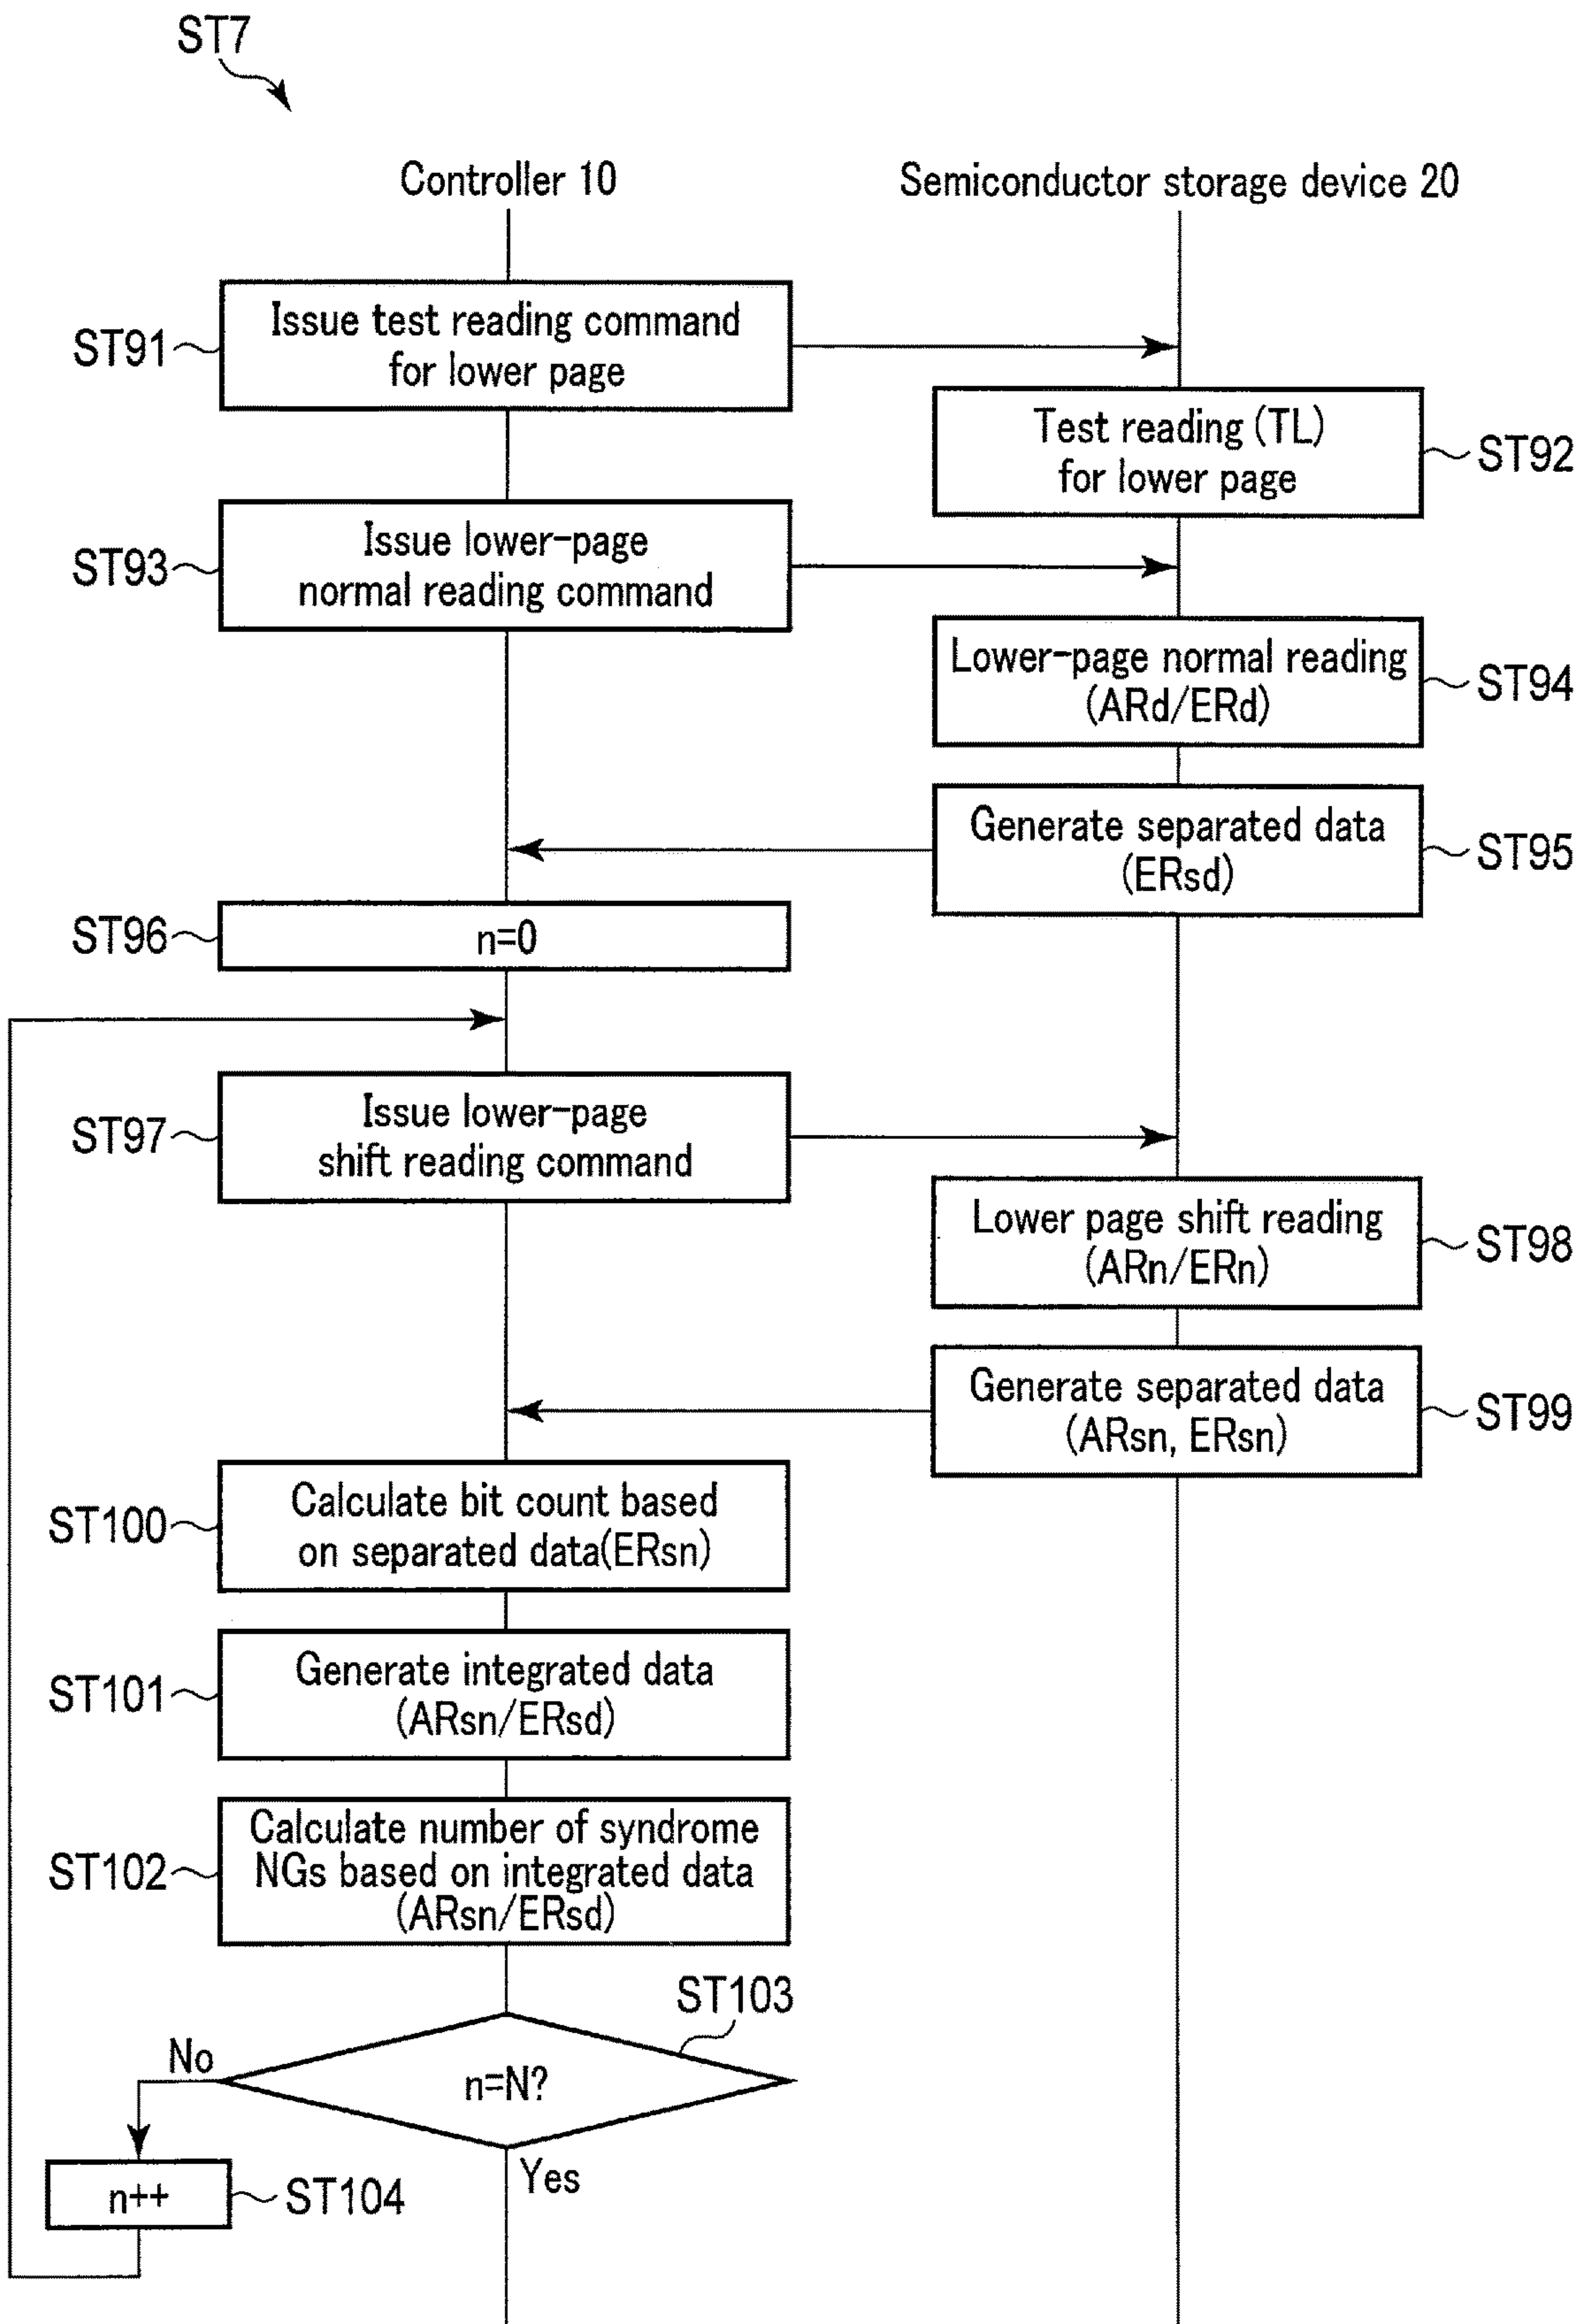 ST7
Controller 10
Semiconductor storage device 20
ST91
Issue test reading command
for lower page
Test reading (TL)
for lower page
ST92
ST93
Issue lower-page
normal reading command
Lower-page normal reading
(ARd/ERd)
ST94
Generate separated data
(ERsd)
ST95
ST96
n=0
ST97
Issue lower-page
shift reading command
Lower page shift reading
(ARn/ERn)
ST98
Generate separated data
(ARsn, ERsn)
ST99
ST100
Calculate bit count based
on separated data(ERsn)
ST101
Generate integrated data
(ARsn/ERsd)
ST102
Calculate number of syndrome
NGs based on integrated data
(ARsn/ERsd)
ST103
No
n=N?
Yes
n++
ST104